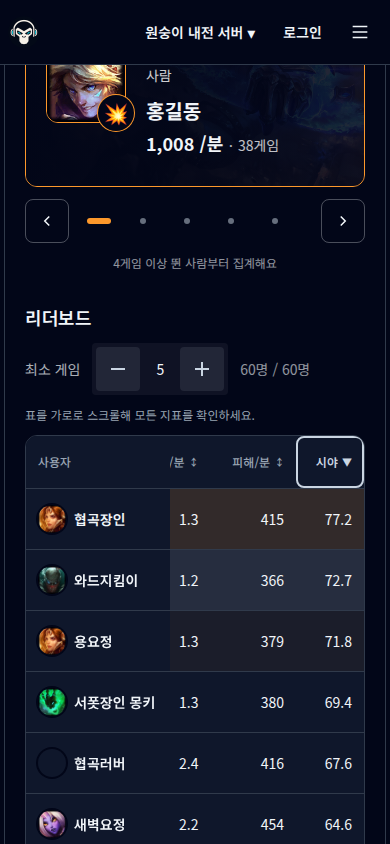 원숭이 내전 서버 ▾ 로그인
사람
홍길동
1,008 /분 · 38게임
4게임 이상 뛴 사람부터 집계해요
리더보드
최소 게임 − 5 + 60명 / 60명
표를 가로로 스크롤해 모든 지표를 확인하세요.
사용자 /분 ↕ 피해/분 ↕ 시야 ▼
협곡장인 1.3 415 77.2
와드지킴이 1.2 366 72.7
용요정 1.3 379 71.8
서폿장인 몽키 1.3 380 69.4
협곡러버 2.4 416 67.6
새벽요정 2.2 454 64.6